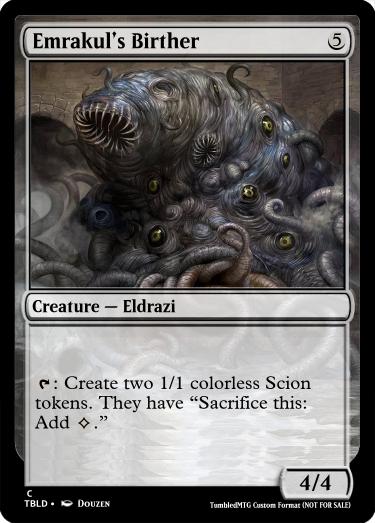 Emrakul's Birther 5
Creature — Eldrazi
: Create two 1/1 colorless Scion
tokens. They have “Sacrifice this:
Add .”
4/4
C
TBLD • DOUZEN
TumbledMTG Custom Format (NOT FOR SALE)